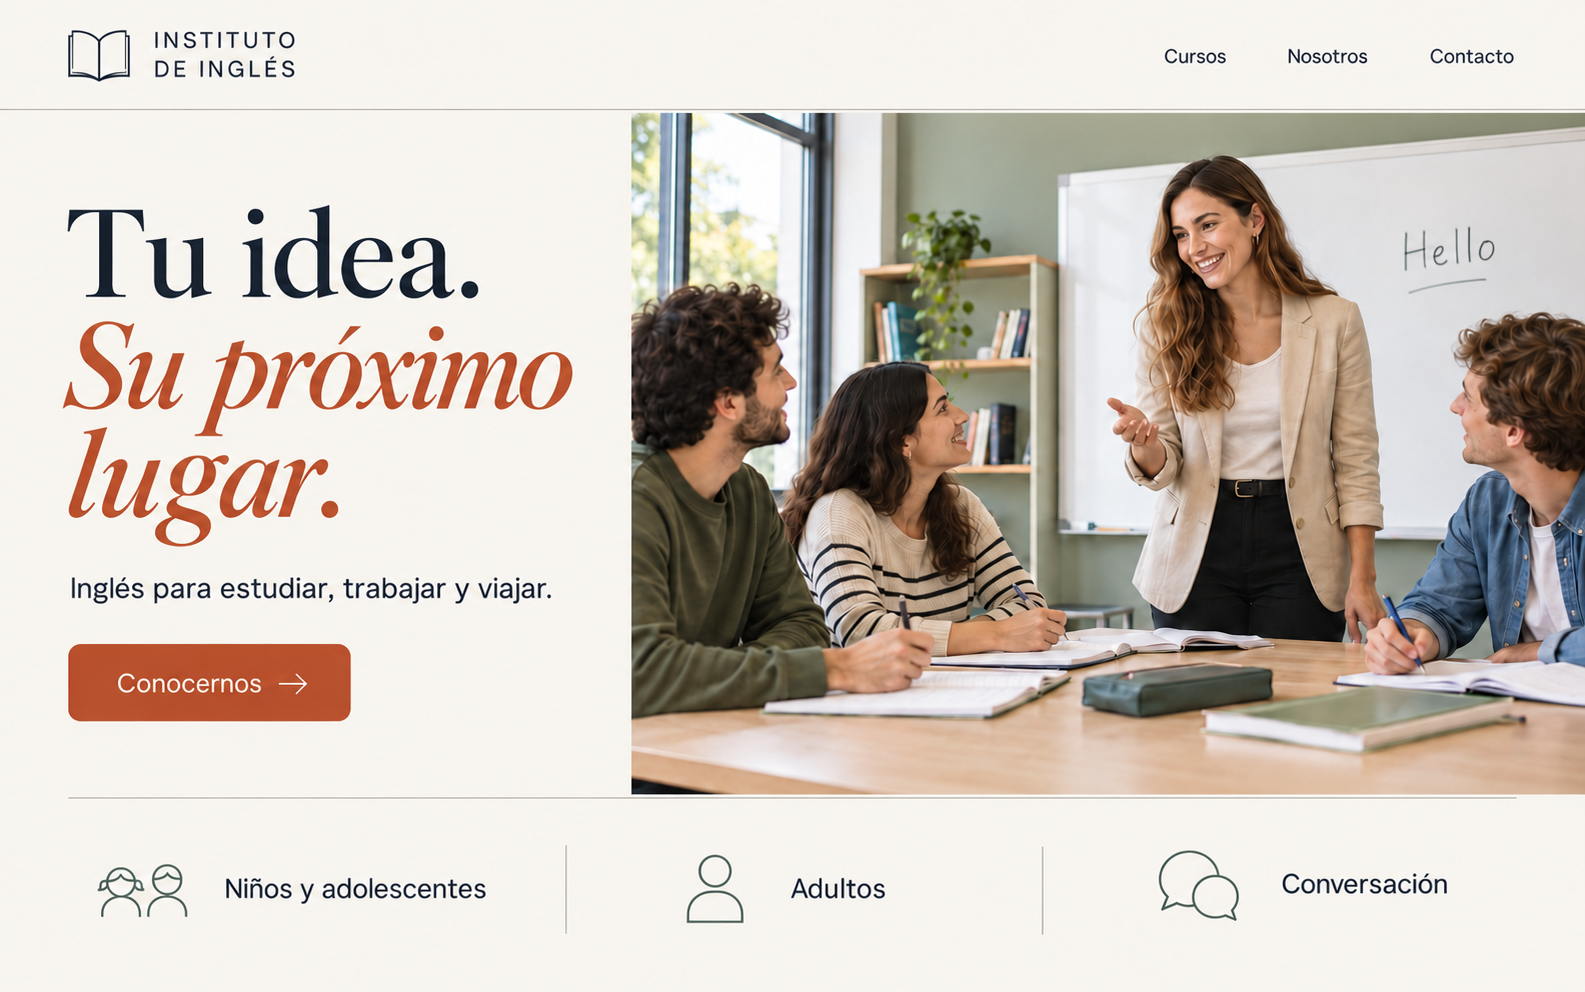 INSTITUTO
DE INGLÉS
Cursos
Nosotros
Contacto
Tu idea.
Su próximo
lugar.
Inglés para estudiar, trabajar y viajar.
Conocernos
Hello
Niños y adolescentes
Adultos
Conversación